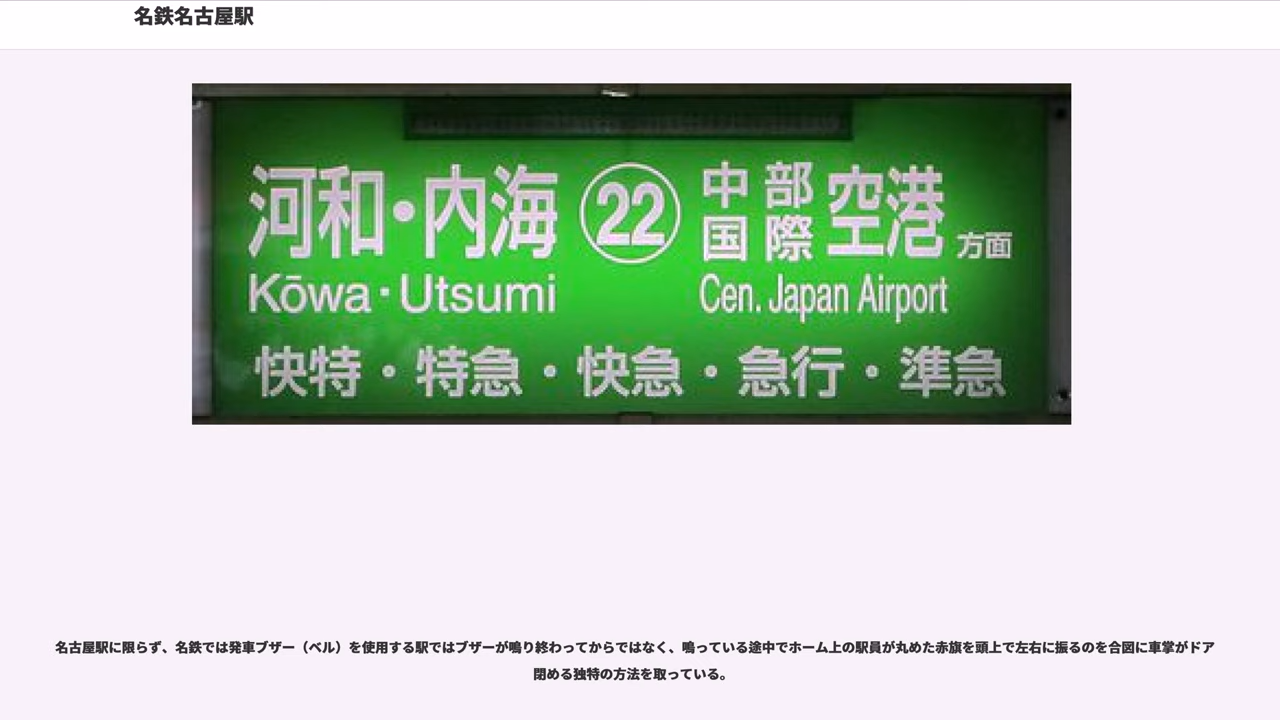 名鉄名古屋駅
河和・内海 22 中部国際空港 方面
Kōwa・Utsumi Cen. Japan Airport
快特・特急・快急・急行・準急
名古屋駅に限らず、名鉄では発車ブザー（ベル）を使用する駅ではブザーが鳴り終わってからではなく、鳴っている途中でホーム上の駅員が丸めた赤旗を頭上で左右に振るのを合図に車掌がドア
閉める独特の方法を取っている。